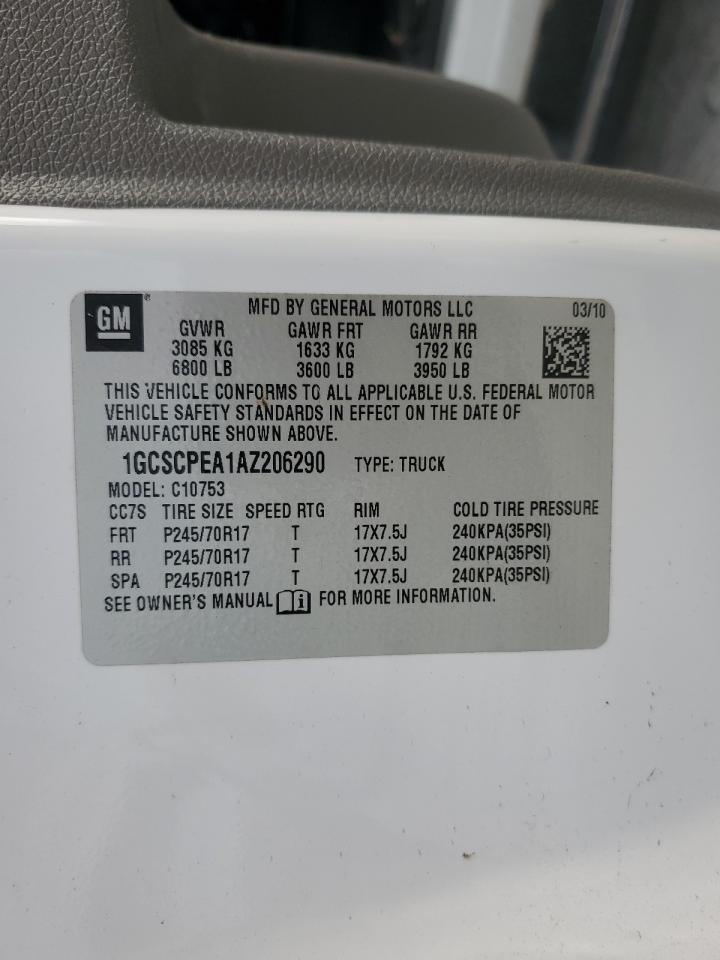 GM ® MFD BY GENERAL MOTORS LLC 03/10
GVWR GAWR FRT GAWR RR
3085 KG 1633 KG 1792 KG
6800 LB 3600 LB 3950 LB
THIS VEHICLE CONFORMS TO ALL APPLICABLE U.S. FEDERAL MOTOR
VEHICLE SAFETY STANDARDS IN EFFECT ON THE DATE OF
MANUFACTURE SHOWN ABOVE.
1GCSCPEA1AZ206290 TYPE: TRUCK
MODEL: C10753
CC7S TIRE SIZE SPEED RTG RIM COLD TIRE PRESSURE
FRT P245/70R17 T 17X7.5J 240KPA(35PSI)
RR P245/70R17 T 17X7.5J 240KPA(35PSI)
SPA P245/70R17 T 17X7.5J 240KPA(35PSI)
SEE OWNER'S MANUAL i FOR MORE INFORMATION.